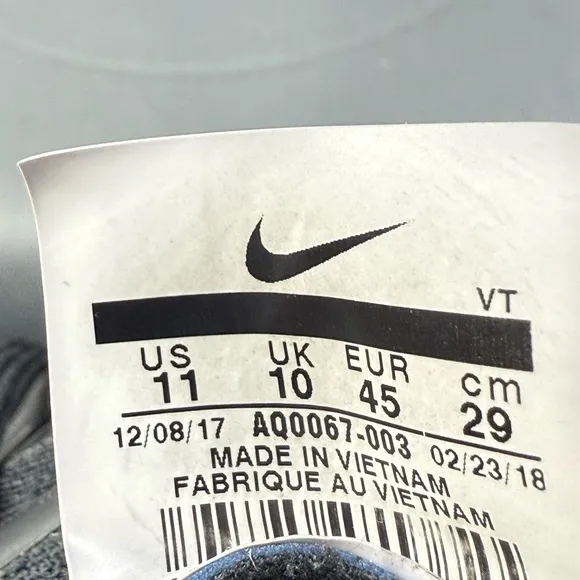 VT
US UK EUR cm
11 10 45 29
12/08/17 AQ0067-003 02/23/18
MADE IN VIETNAM
FABRIQUE AU VIETNAM